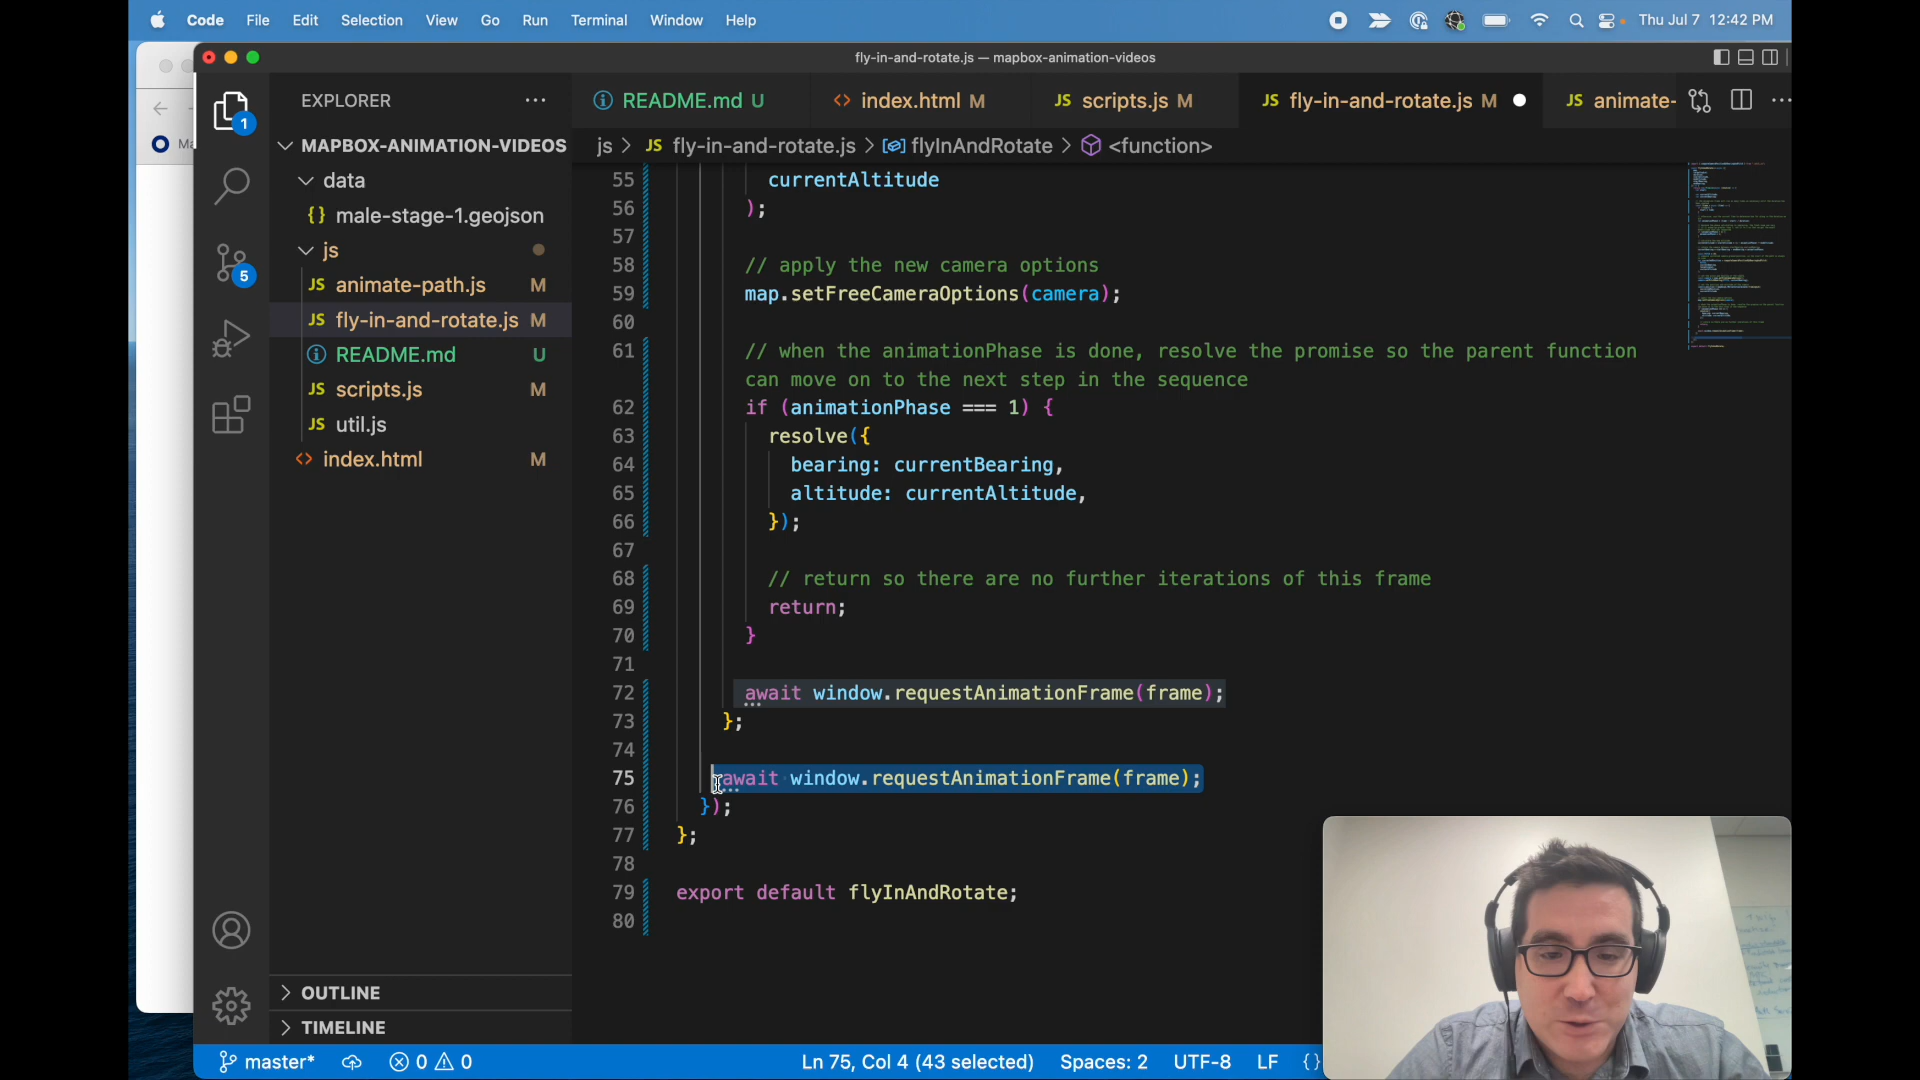 Code File Edit Selection View Go Run Terminal Window Help Thu Jul 7 12:42 PM
fly-in-and-rotate.js — mapbox-animation-videos
EXPLORER
README.md U index.html M scripts.js M fly-in-and-rotate.js M animate-
js > fly-in-and-rotate.js > flyInAndRotate > <function>
1
5
MAPBOX-ANIMATION-VIDEOS
data
{} male-stage-1.geojson
js
JS animate-path.js M
JS fly-in-and-rotate.js M
README.md U
JS scripts.js M
JS util.js
<> index.html M
OUTLINE
TIMELINE
55 currentAltitude
56 );
57
58 // apply the new camera options
59 map.setFreeCameraOptions(camera);
60
61 // when the animationPhase is done, resolve the promise so the parent function
can move on to the next step in the sequence
62 if (animationPhase === 1) {
63 resolve({
64 bearing: currentBearing,
65 altitude: currentAltitude,
66 });
67
68 // return so there are no further iterations of this frame
69 return;
70 }
71
72 await window.requestAnimationFrame(frame);
73 };
74
75 await window.requestAnimationFrame(frame);
76 });
77 };
78
79 export default flyInAndRotate;
80
master* 0 0 Ln 75, Col 4 (43 selected) Spaces: 2 UTF-8 LF {}